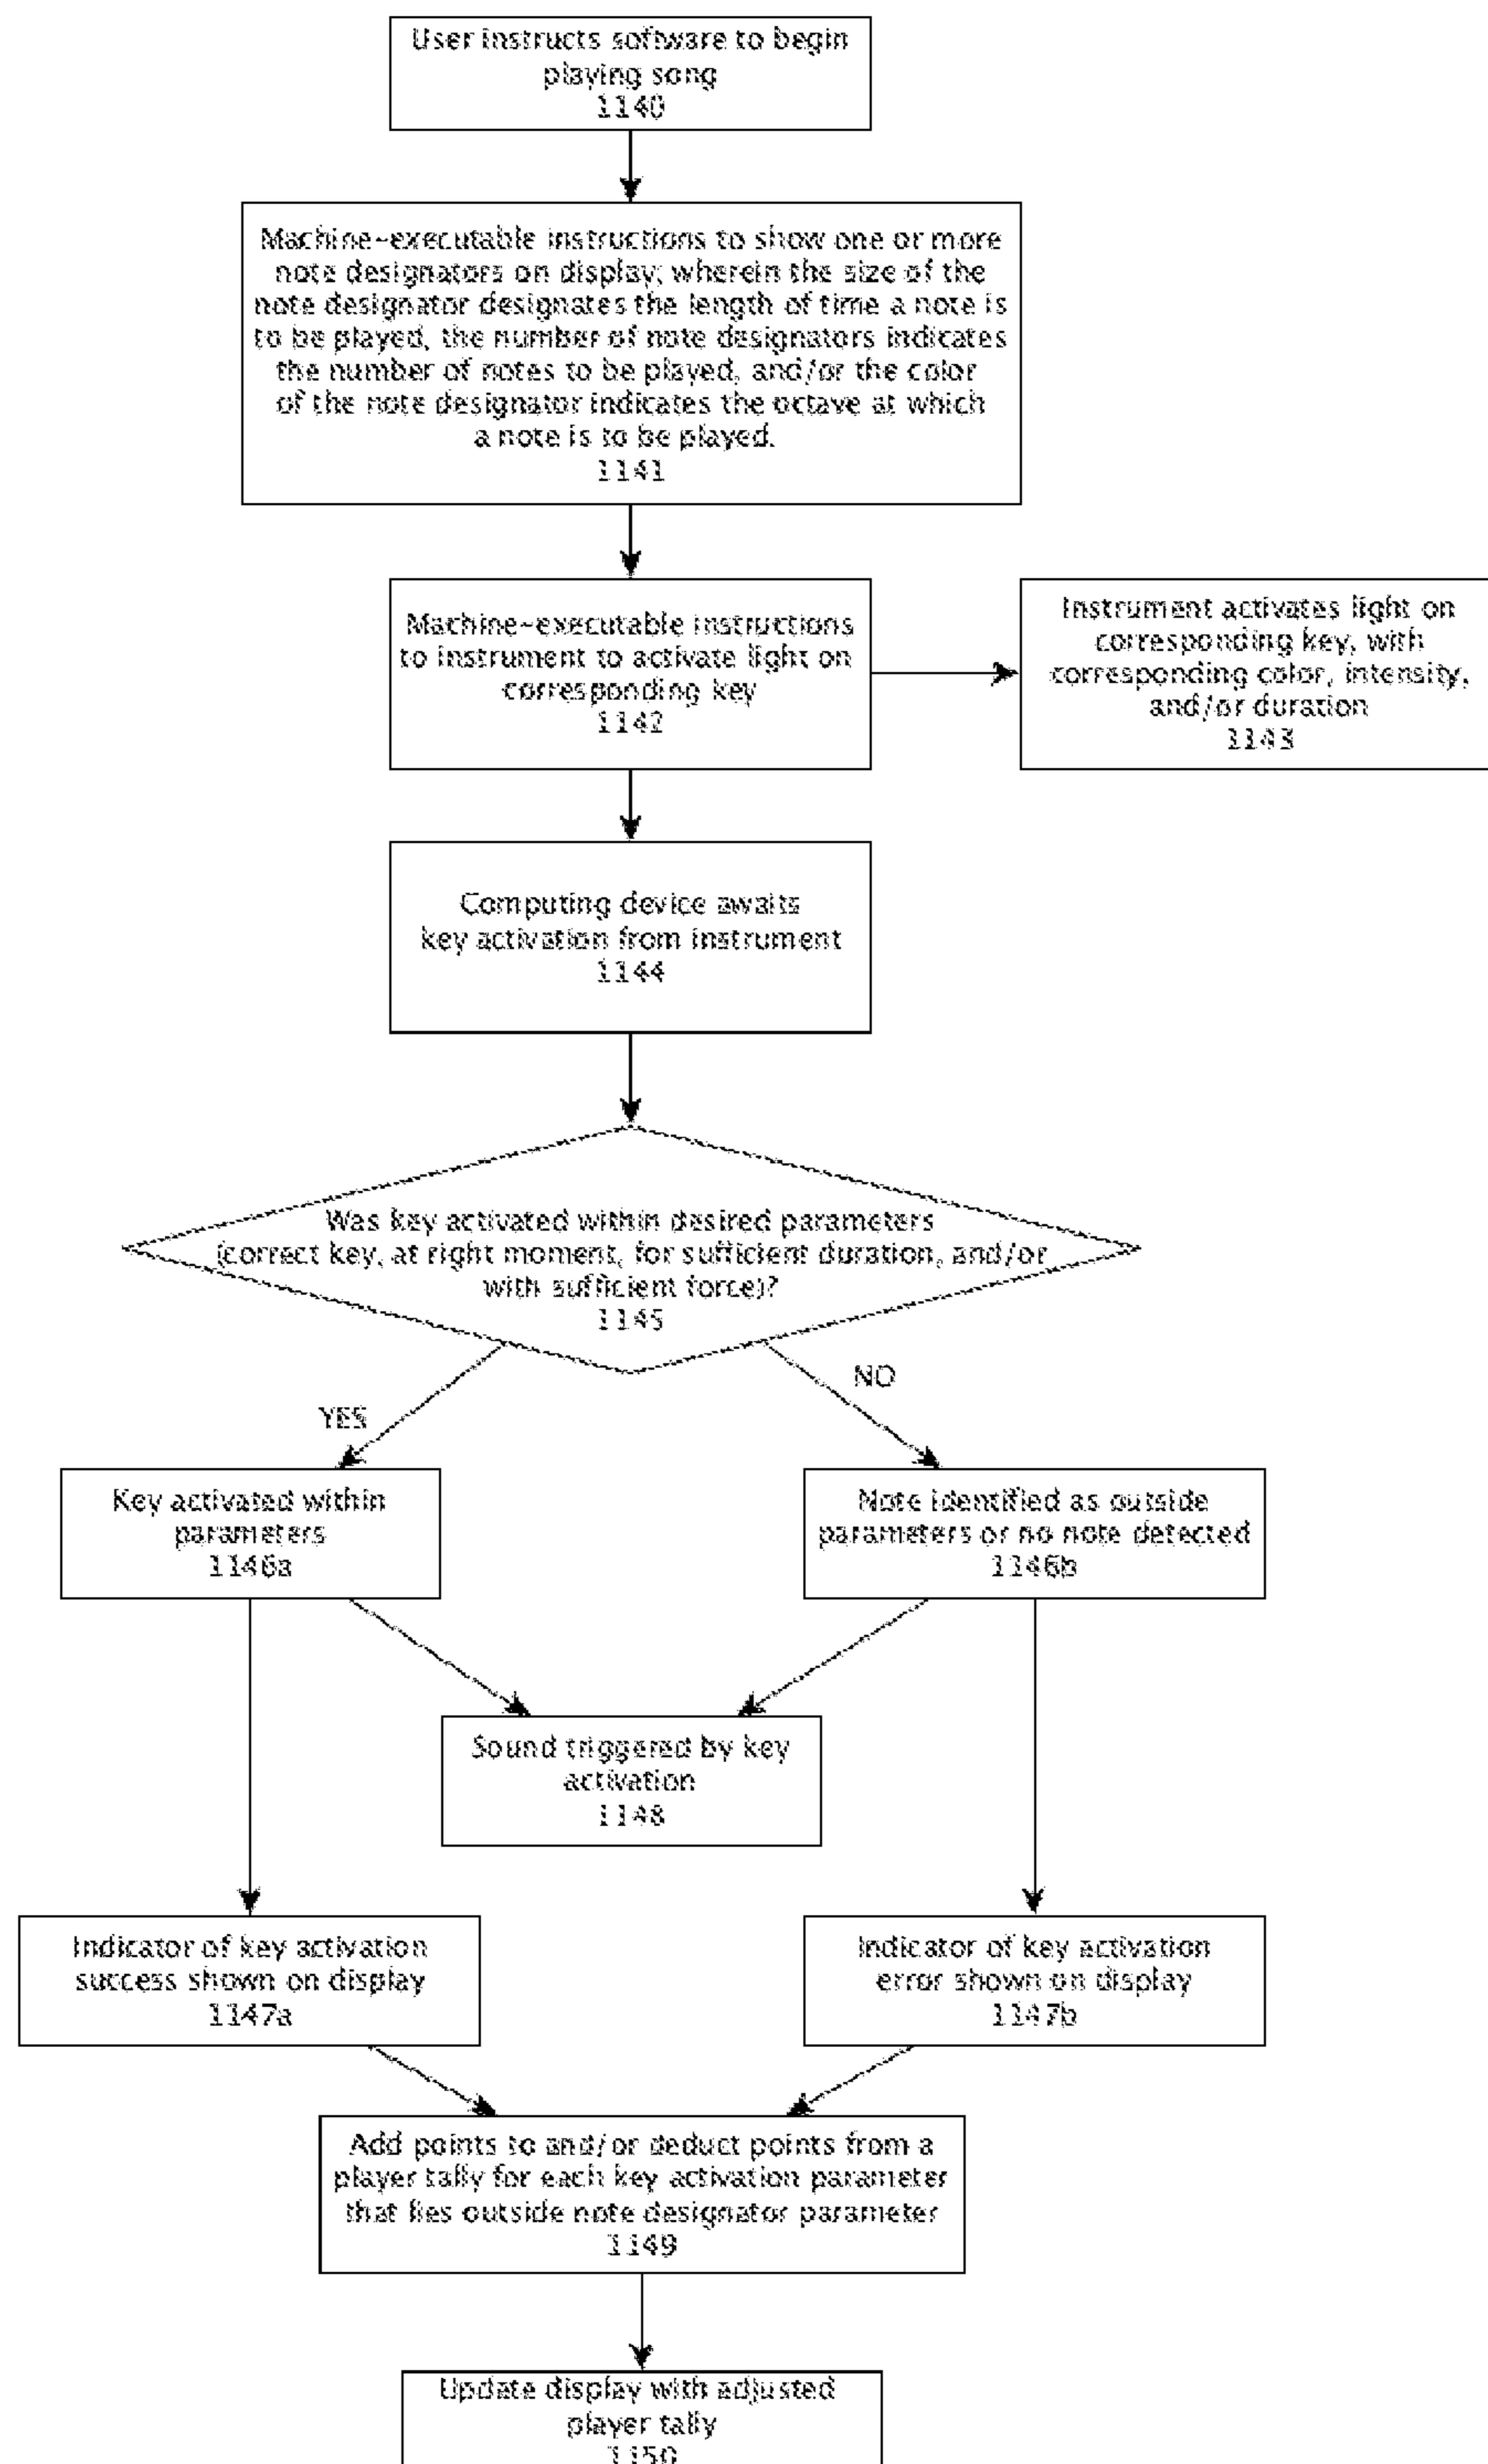 User instructs software to begin
playing song
1140
Machine-executable instructions to show one or more
note designators on display; wherein the size of the
note designator designates the length of time a note is
to be played, the number of note designators indicates
the number of notes to be played, and/or the color
of the note designator indicates the octave at which
a note is to be played.
1141
Machine-executable instructions
to instrument to activate light on
corresponding key
1142
Instrument activates light on
corresponding key, with
corresponding color, intensity,
and/or duration
1143
Computing device awaits
key activation from instrument
1144
Was key activated within desired parameters
(correct key, at right moment, for sufficient duration, and/or
with sufficient force)?
1145
YES
NO
Key activated within
parameters
1146a
Note identified as outside
parameters or no note detected
1146b
Sound triggered by key
activation
1148
Indicator of key activation
success shown on display
1147a
Indicator of key activation
error shown on display
1147b
Add points to and/or deduct points from a
player tally for each key activation parameter
that lies outside note designator parameter
1149
Update display with adjusted
player tally
1150